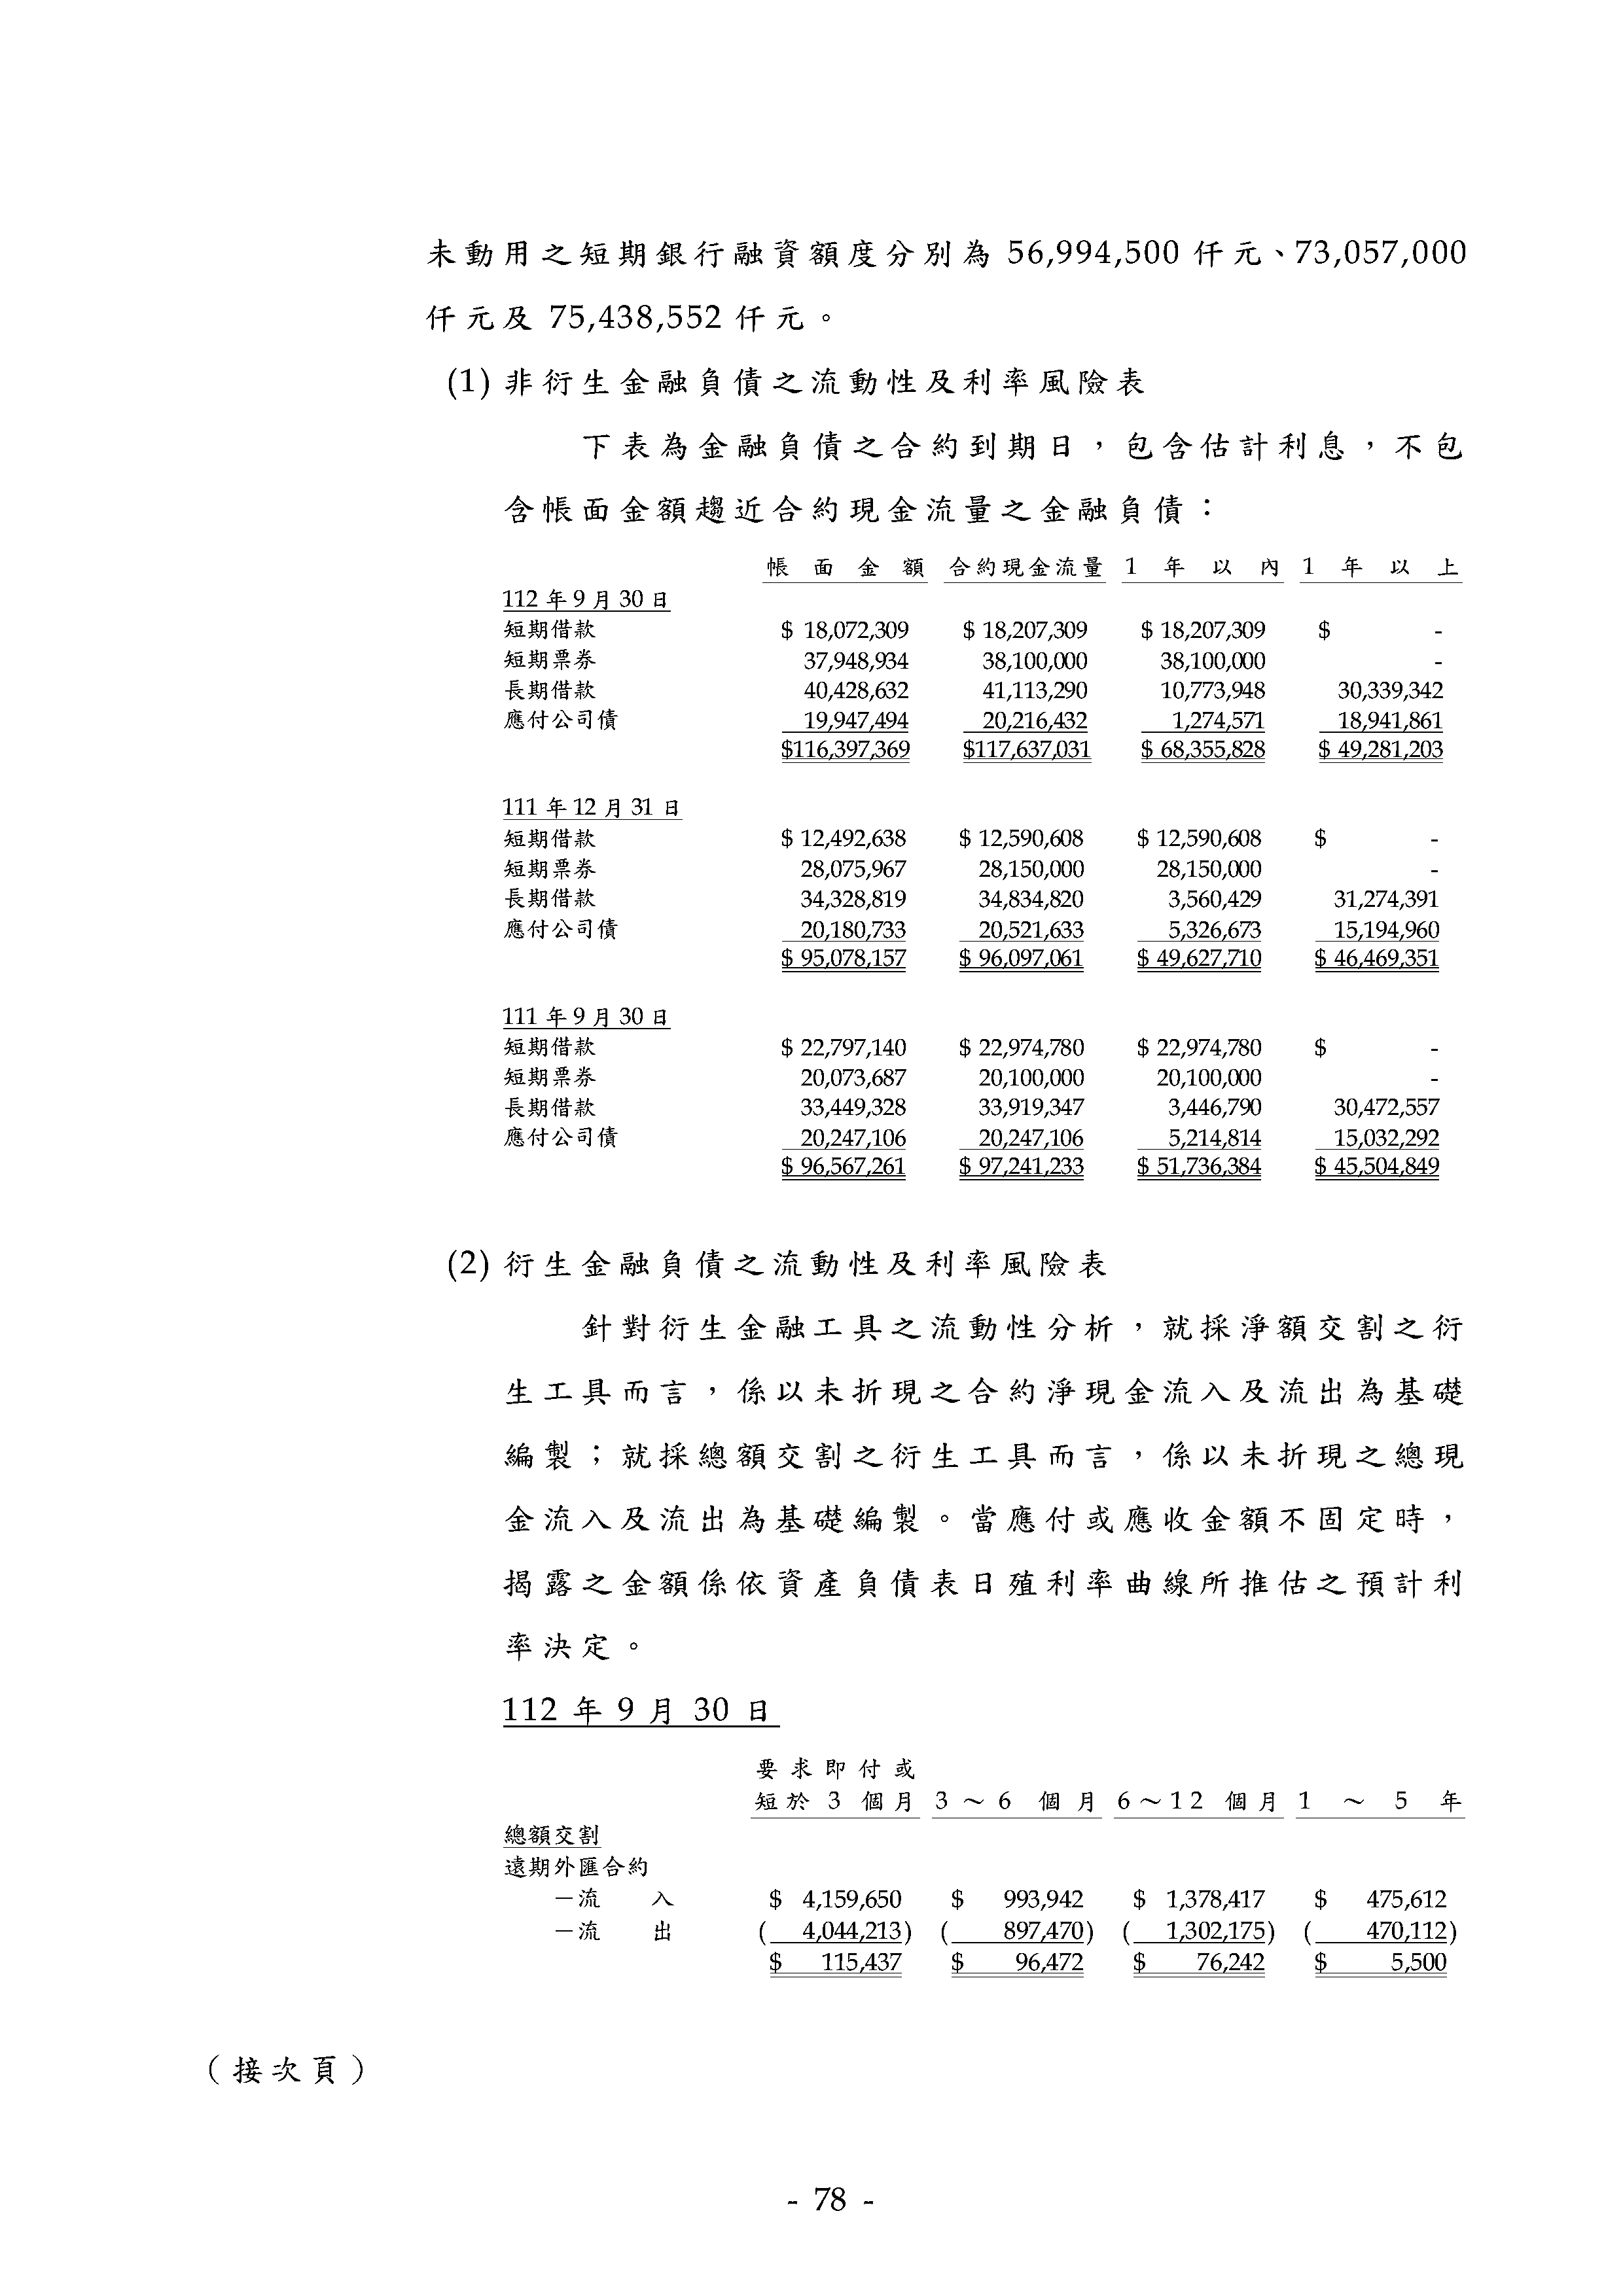 未動用之短期銀行融資額度分別為 56,994,500 仟元、73,057,000
仟元及 75,438,552 仟元。
(1) 非衍生金融負債之流動性及利率風險表
下表為金融負債之合約到期日，包含估計利息，不包
含帳面金額趨近合約現金流量之金融負債：
帳面金額 合約現金流量 1年以內 1年以上
112 年 9 月 30 日
短期借款 $ 18,072,309 $ 18,207,309 $ 18,207,309 $ -
短期票券 37,948,934 38,100,000 38,100,000 -
長期借款 40,428,632 41,113,290 10,773,948 30,339,342
應付公司債 19,947,494 20,216,432 1,274,571 18,941,861
$116,397,369 $117,637,031 $ 68,355,828 $ 49,281,203
111 年 12 月 31 日
短期借款 $ 12,492,638 $ 12,590,608 $ 12,590,608 $ -
短期票券 28,075,967 28,150,000 28,150,000 -
長期借款 34,328,819 34,834,820 3,560,429 31,274,391
應付公司債 20,180,733 20,521,633 5,326,673 15,194,960
$ 95,078,157 $ 96,097,061 $ 49,627,710 $ 46,469,351
111 年 9 月 30 日
短期借款 $ 22,797,140 $ 22,974,780 $ 22,974,780 $ -
短期票券 20,073,687 20,100,000 20,100,000 -
長期借款 33,449,328 33,919,347 3,446,790 30,472,557
應付公司債 20,247,106 20,247,106 5,214,814 15,032,292
$ 96,567,261 $ 97,241,233 $ 51,736,384 $ 45,504,849
(2) 衍生金融負債之流動性及利率風險表
針對衍生金融工具之流動性分析，就採淨額交割之衍
生工具而言，係以未折現之合約淨現金流入及流出為基礎
編製；就採總額交割之衍生工具而言，係以未折現之總現
金流入及流出為基礎編製。當應付或應收金額不固定時，
揭露之金額係依資產負債表日殖利率曲線所推估之預計利
率決定。
112 年 9 月 30 日
要求即付或
短於 3 個月 3～6 個月 6～12 個月 1～5 年
總額交割
遠期外匯合約
－流入 $ 4,159,650 $ 993,942 $ 1,378,417 $ 475,612
－流出 ( 4,044,213) ( 897,470) ( 1,302,175) ( 470,112)
$ 115,437 $ 96,472 $ 76,242 $ 5,500
（接次頁）
- 78 -